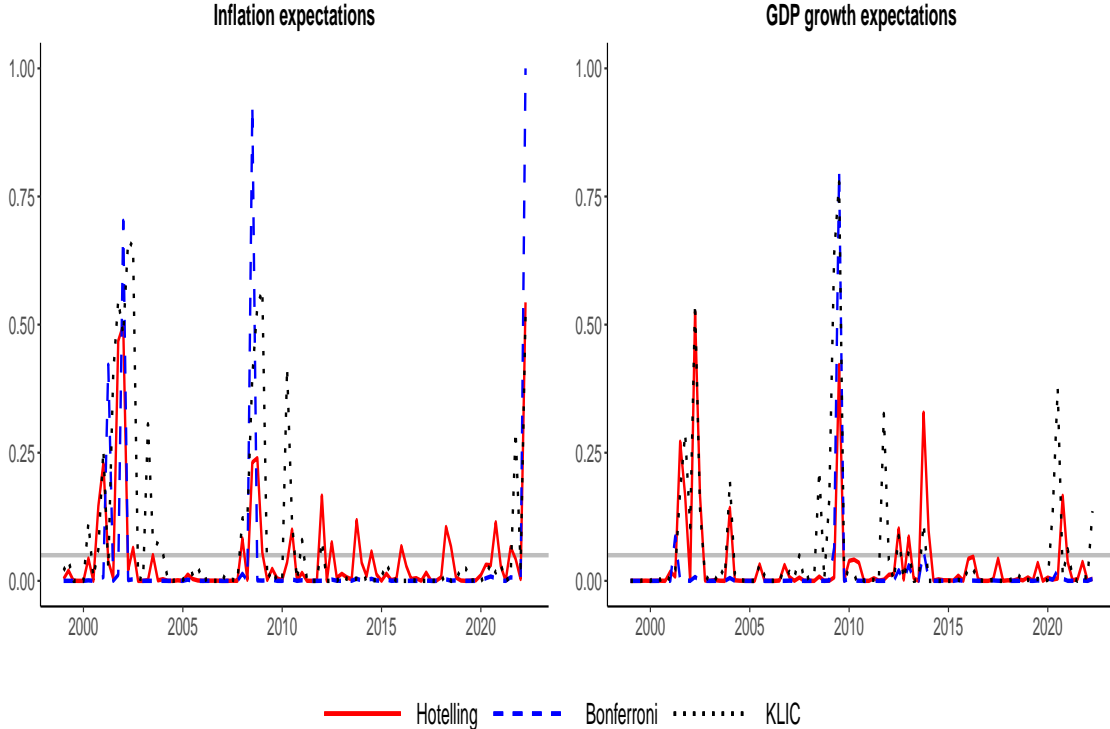 Inflation expectations
GDP growth expectations
1.00
0.75
0.50
0.25
0.00
2000 2005 2010 2015 2020
1.00
0.75
0.50
0.25
0.00
2000 2005 2010 2015 2020
Hotelling Bonferroni KLIC